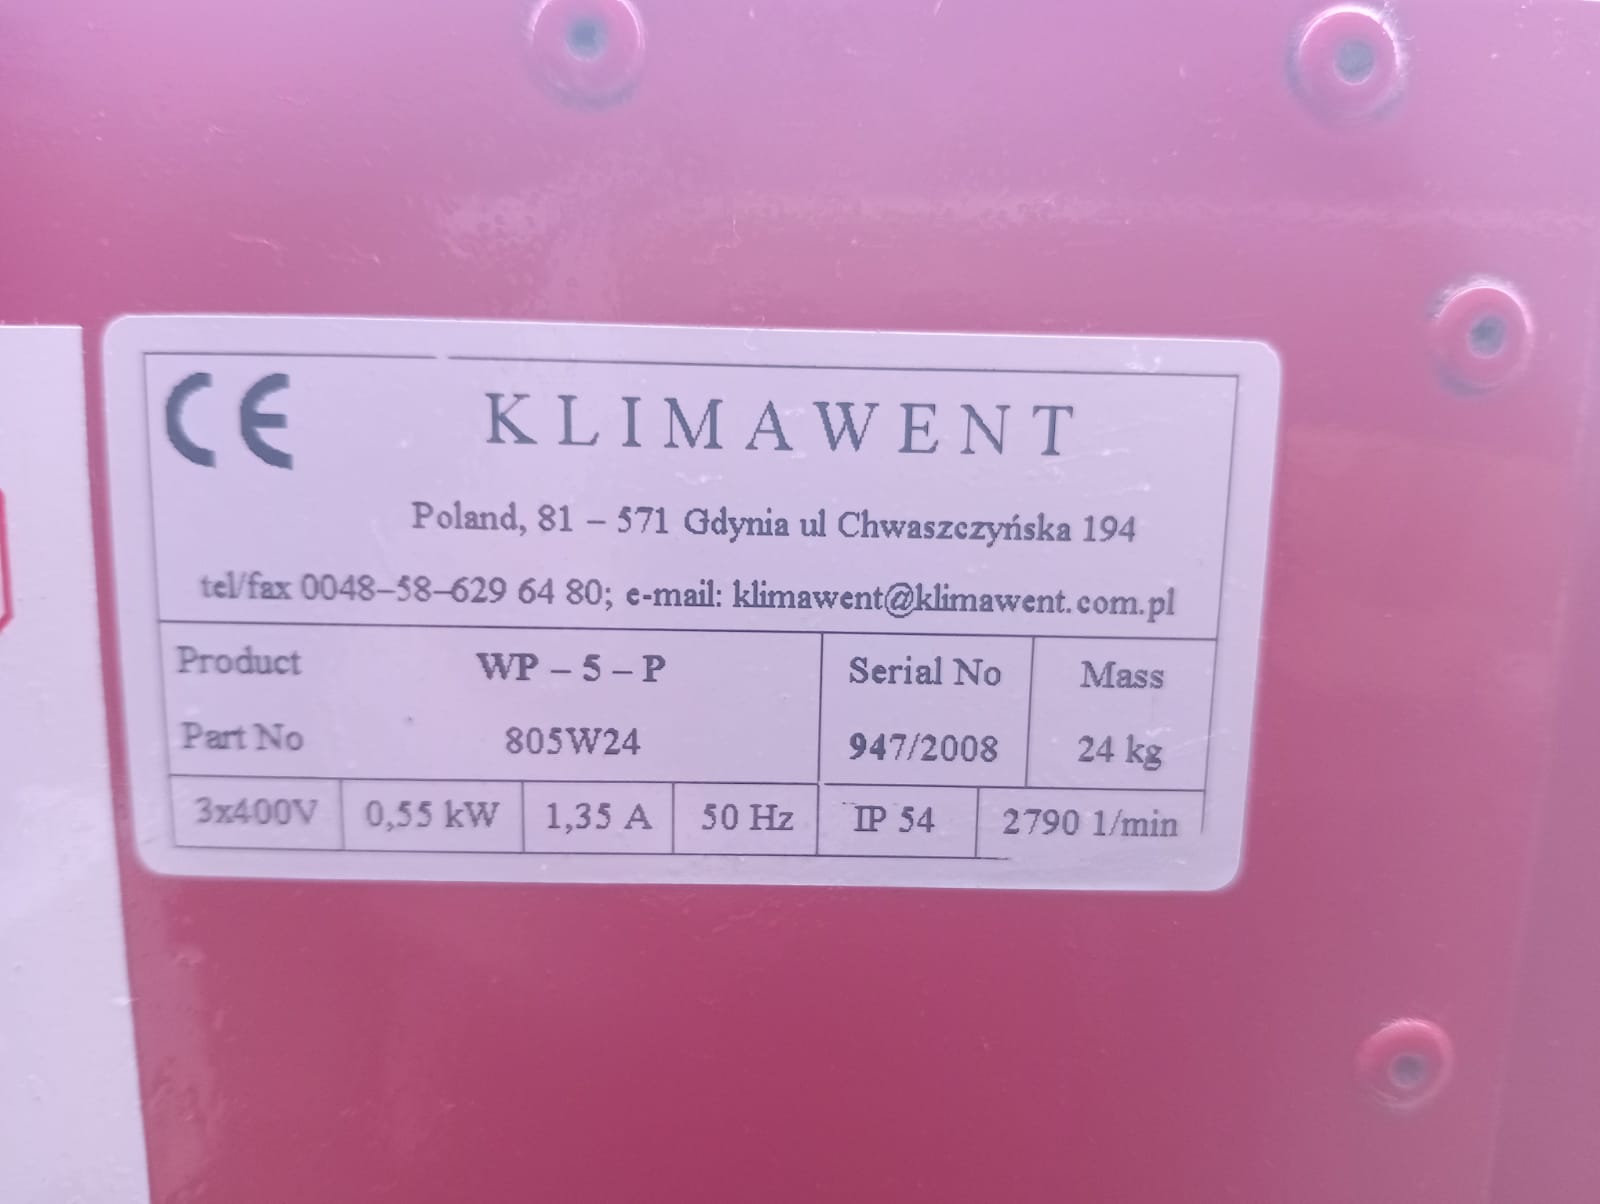 CE KLIMAWENT
Poland, 81 – 571 Gdynia ul Chwaszczyńska 194
tel/fax 0048–58–629 64 80; e-mail: klimawent@klimawent.com.pl
Product WP – 5 – P Serial No Mass
Part No 805W24 947/2008 24 kg
3x400V 0,55 kW 1,35 A 50 Hz IP 54 2790 1/min